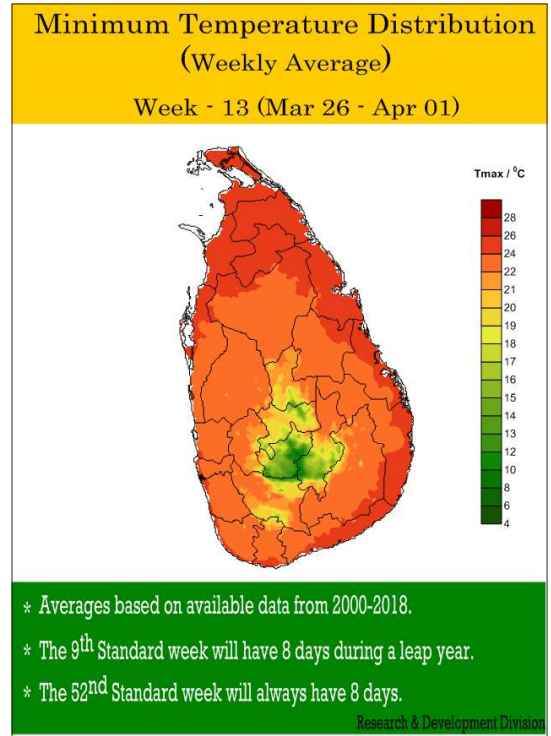 Minimum Temperature Distribution
(Weekly Average)
Week - 13 (Mar 26 - Apr 01)
Tmax / ⁰C
28
26
24
22
21
20
19
18
17
16
15
14
13
12
10
8
6
4
* Averages based on available data from 2000-2018.
* The 9th Standard week will have 8 days during a leap year.
* The 52nd Standard week will always have 8 days.
Research & Development Division